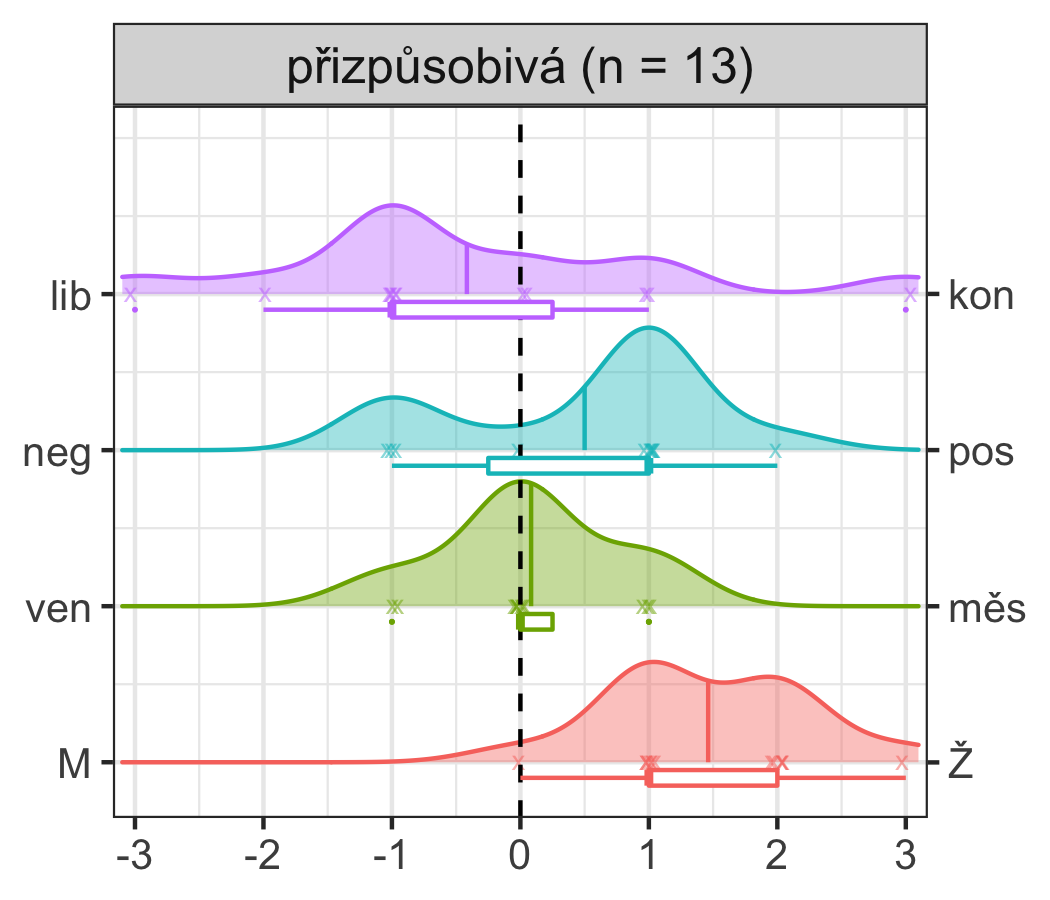 přizpůsobivá (n = 13)
lib kon
neg pos
ven měs
M Ž
-3 -2 -1 0 1 2 3